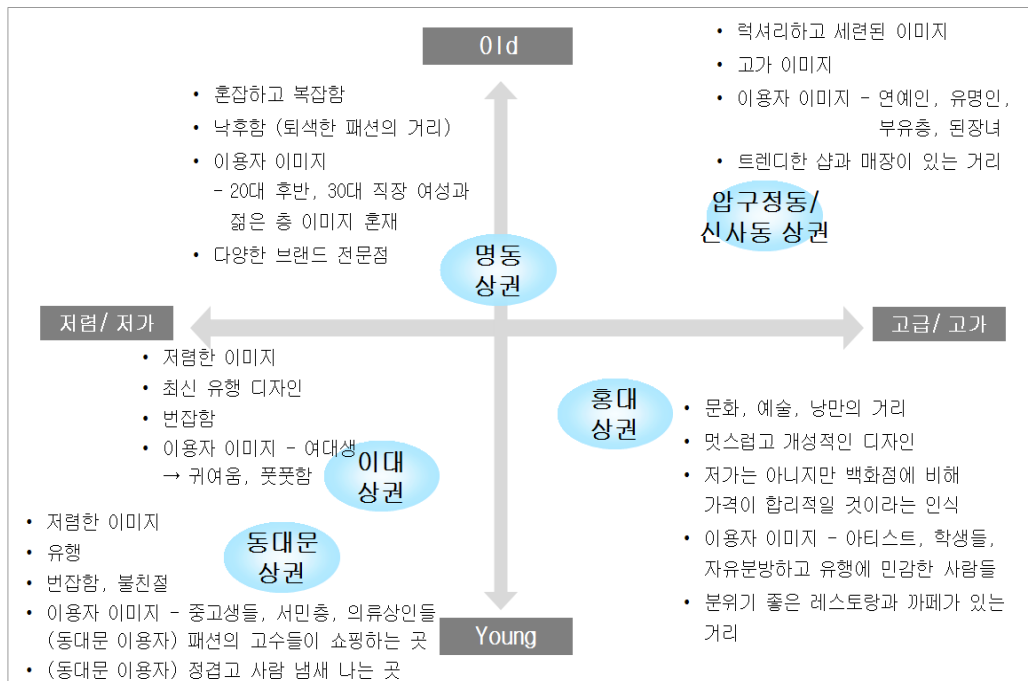 Old
• 럭셔리하고 세련된 이미지
• 고가 이미지
• 이용자 이미지 - 연예인, 유명인,
부유층, 된장녀
• 트렌디한 샵과 매장이 있는 거리
압구정동/
신사동 상권
• 혼잡하고 복잡함
• 낙후함 (퇴색한 패션의 거리)
• 이용자 이미지
- 20대 후반, 30대 직장 여성과
젊은 층 이미지 혼재
• 다양한 브랜드 전문점
명동
상권
저렴/ 저가
고급/ 고가
• 저렴한 이미지
• 최신 유행 디자인
• 번잡함
• 이용자 이미지 - 여대생
→ 귀여움, 풋풋함
이대
상권
홍대
상권
• 문화, 예술, 낭만의 거리
• 멋스럽고 개성적인 디자인
• 저가는 아니지만 백화점에 비해
가격이 합리적일 것이라는 인식
• 이용자 이미지 - 아티스트, 학생들,
자유분방하고 유행에 민감한 사람들
• 분위기 좋은 레스토랑과 까페가 있는
거리
• 저렴한 이미지
• 유행
• 번잡함, 불친절
• 이용자 이미지 - 중고생들, 서민층, 의류상인들
(동대문 이용자) 패션의 고수들이 쇼핑하는 곳
• (동대문 이용자) 정겹고 사람 냄새 나는 곳
동대문
상권
Young